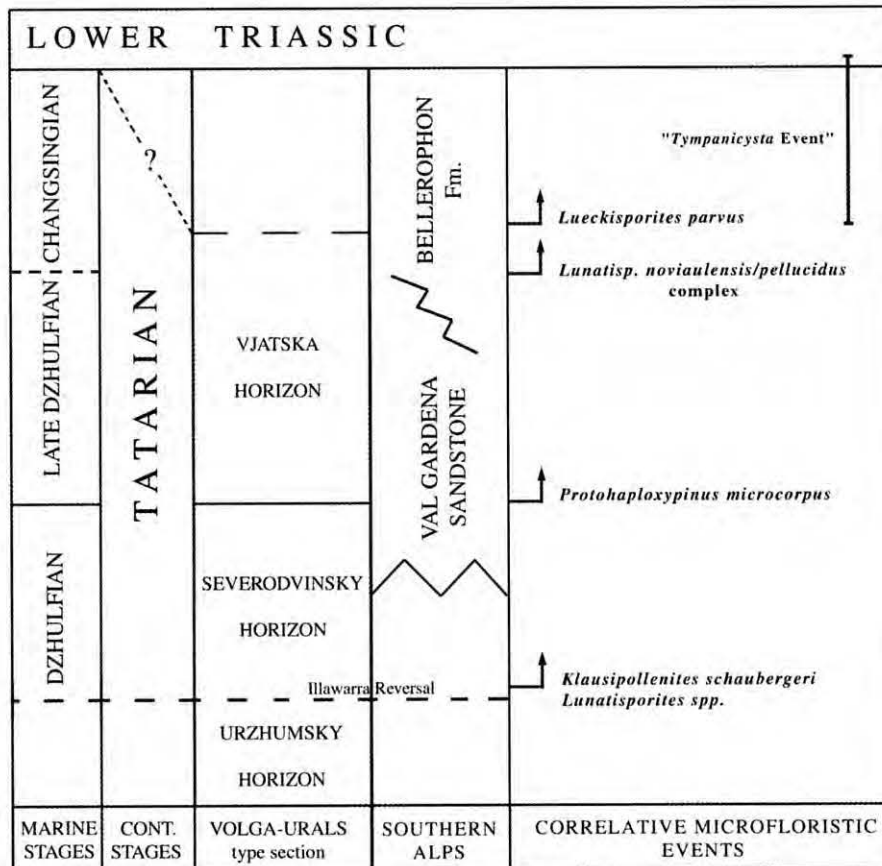 LOWER TRIASSIC
CHANGSINGIAN
LATE DZHULFIAN
DZHULFIAN
?
TATARIAN
VJATSKA
HORIZON
SEVERODVINSKY
HORIZON
Illawarra Reversal
URZHUMSKY
HORIZON
BELLEROPHON
Fm.
VAL GARDENA
SANDSTONE
"Tympanicysta Event"
Lueckisporites parvus
Lunatisp. noviaulensis/pellucidus
complex
Protohaploxypinus microcorpus
Klausipollenites schaubergeri
Lunatisporites spp.
MARINE
STAGES
CONT.
STAGES
VOLGA-URALS
type section
SOUTHERN
ALPS
CORRELATIVE MICROFLORISTIC
EVENTS